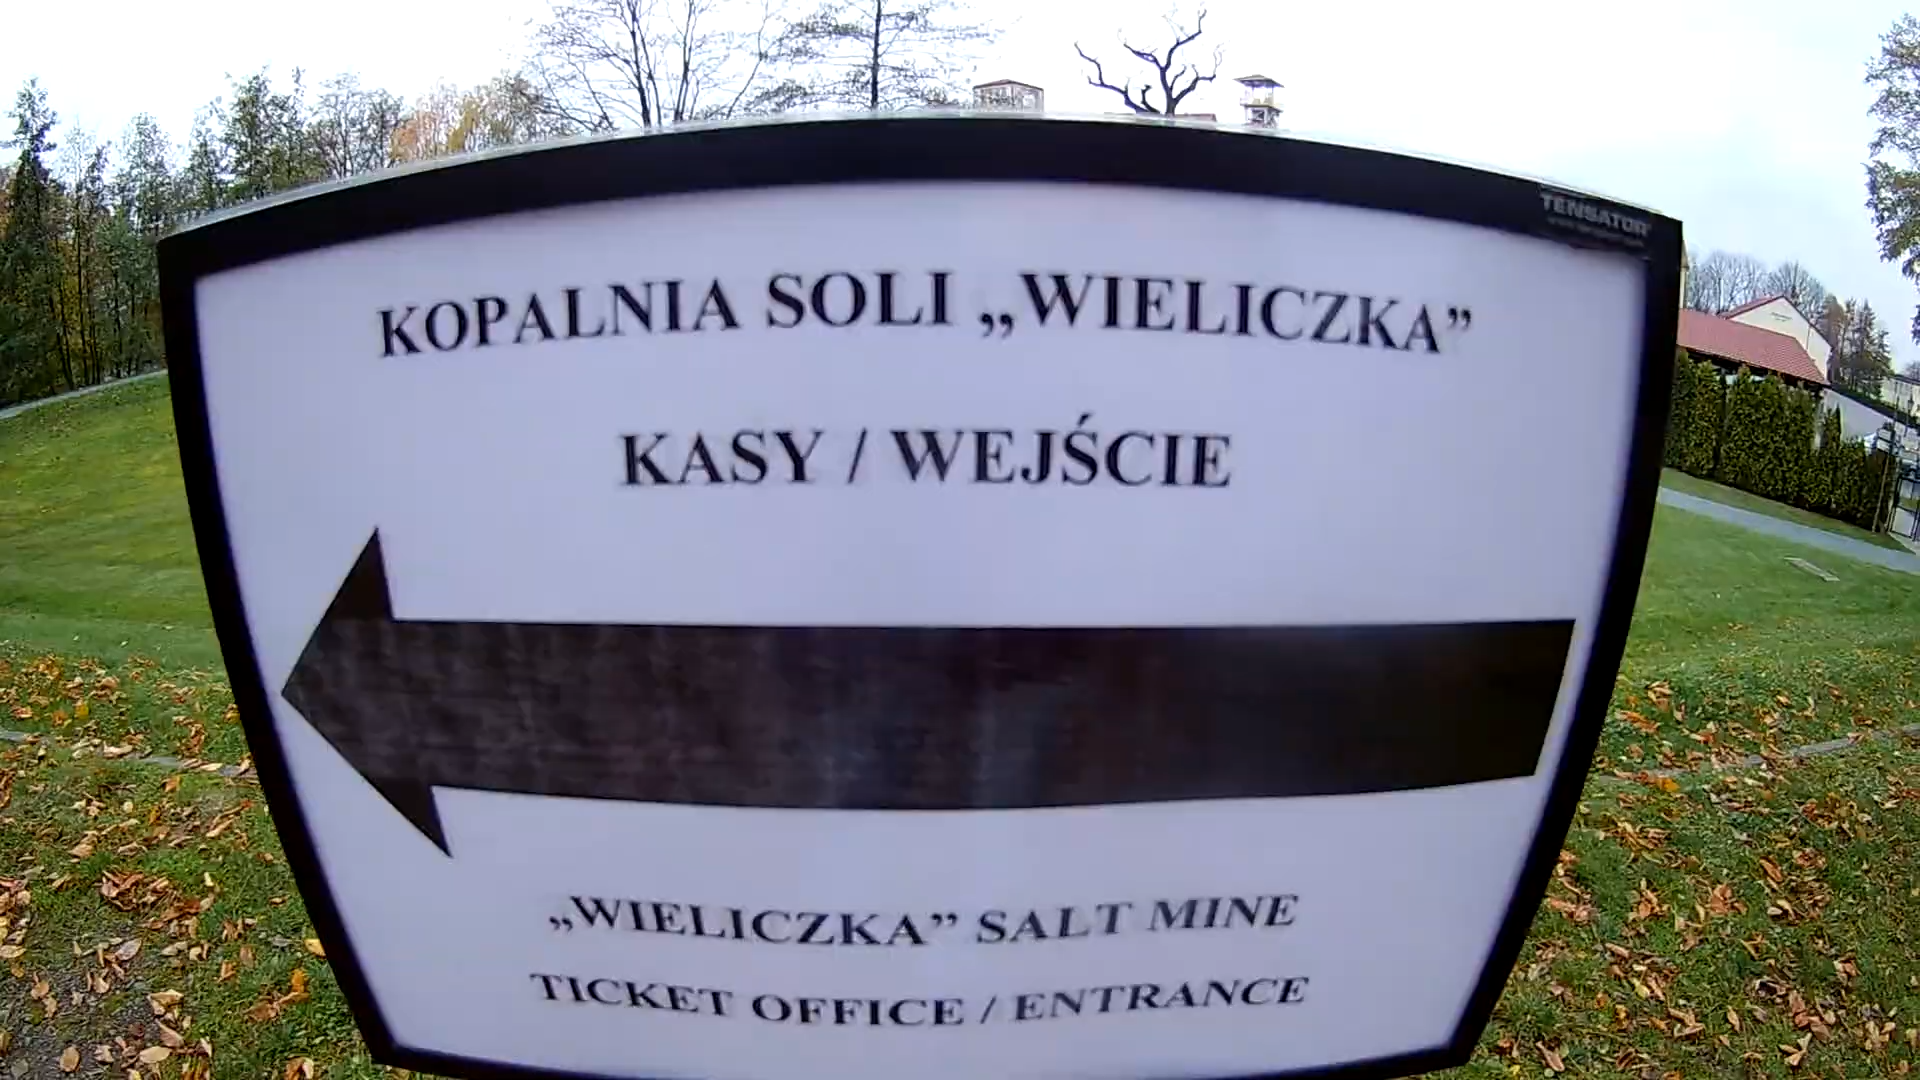 TENSATOR
KOPALNIA SOLI „WIELICZKA”
KASY / WEJŚCIE
„WIELICZKA” SALT MINE
TICKET OFFICE / ENTRANCE